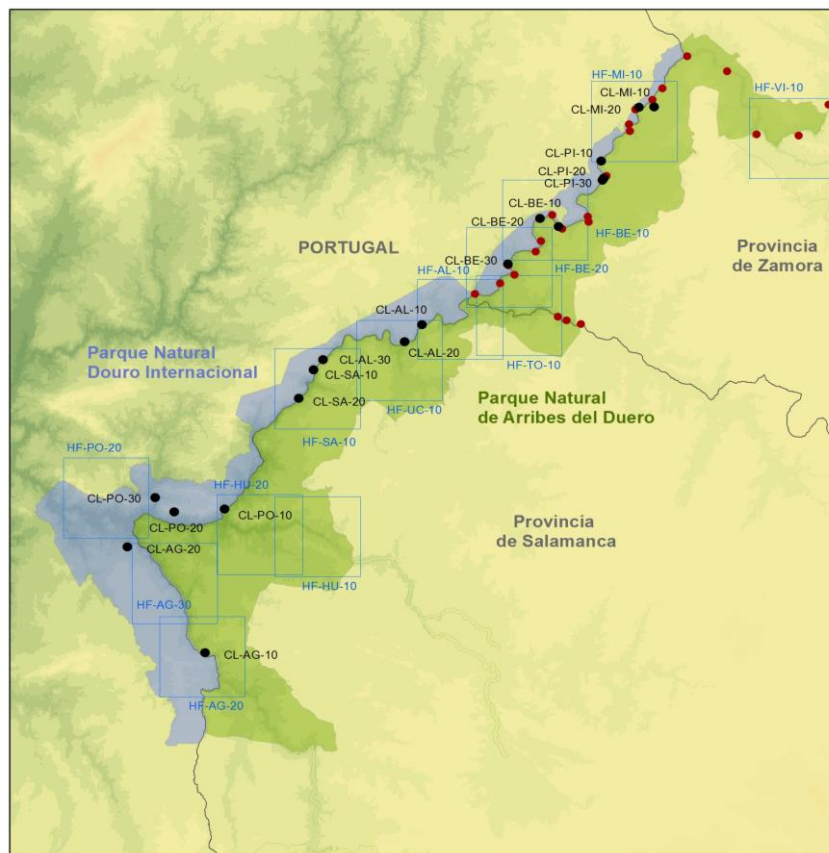 HF-MI-10
HF-VI-10
CL-MI-10
CL-MI-20
CL-PI-10
CL-PI-20
CL-PI-30
CL-BE-10
CL-BE-20
HF-BE-10
PORTUGAL
Provincia
de Zamora
CL-BE-30
HF-AL-10
HF-BE-20
CL-AL-10
CL-AL-20
Parque Natural
Douro Internacional
CL-AL-30
HF-TO-10
CL-SA-10
Parque Natural
de Arribes del Duero
CL-SA-20
HF-UC-10
HF-SA-10
HF-PO-20
HF-HU-20
CL-PO-30
CL-PO-10
CL-PO-20
Provincia
de Salamanca
CL-AG-20
HF-HU-10
HF-AG-30
CL-AG-10
HF-AG-20